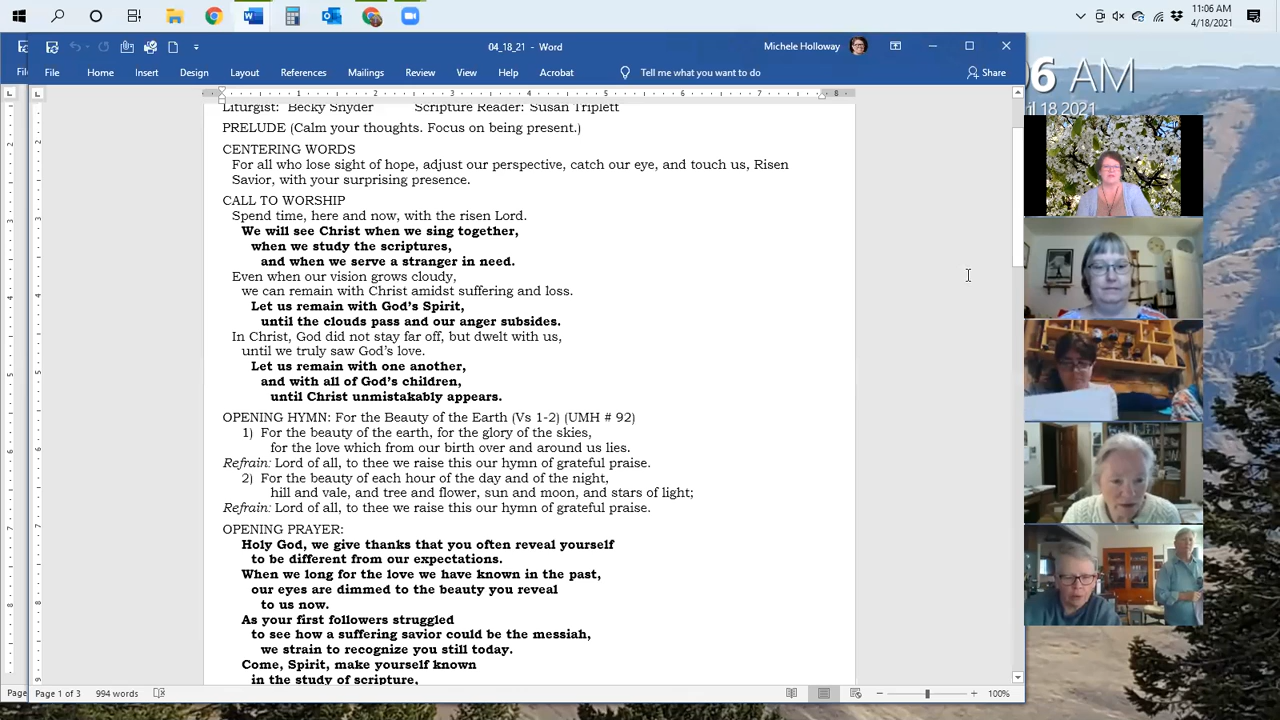 11:06 AM
4/18/2021
04_18_21 - Word
Michele Holloway
File Home Insert Design Layout References Mailings Review View Help Acrobat Tell me what you want to do Share
6 AM
il 18 2021
1 2 3 4 5 6 7 8
Liturgist: Becky Snyder Scripture Reader: Susan Triplett
PRELUDE (Calm your thoughts. Focus on being present.)
CENTERING WORDS
For all who lose sight of hope, adjust our perspective, catch our eye, and touch us, Risen
Savior, with your surprising presence.
CALL TO WORSHIP
Spend time, here and now, with the risen Lord.
We will see Christ when we sing together,
when we study the scriptures,
and when we serve a stranger in need.
Even when our vision grows cloudy,
we can remain with Christ amidst suffering and loss.
Let us remain with God's Spirit,
until the clouds pass and our anger subsides.
In Christ, God did not stay far off, but dwelt with us,
until we truly saw God's love.
Let us remain with one another,
and with all of God's children,
until Christ unmistakably appears.
OPENING HYMN: For the Beauty of the Earth (Vs 1-2) (UMH # 92)
1) For the beauty of the earth, for the glory of the skies,
for the love which from our birth over and around us lies.
Refrain: Lord of all, to thee we raise this our hymn of grateful praise.
2) For the beauty of each hour of the day and of the night,
hill and vale, and tree and flower, sun and moon, and stars of light;
Refrain: Lord of all, to thee we raise this our hymn of grateful praise.
OPENING PRAYER:
Holy God, we give thanks that you often reveal yourself
to be different from our expectations.
When we long for the love we have known in the past,
our eyes are dimmed to the beauty you reveal
to us now.
As your first followers struggled
to see how a suffering savior could be the messiah,
we strain to recognize you still today.
Come, Spirit, make yourself known
in the study of scripture,
Page Page 1 of 3 994 words 100%